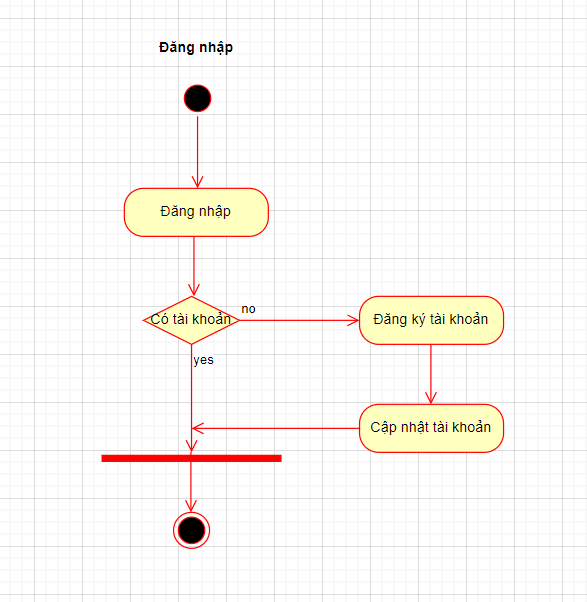 Đăng nhập
Đăng nhập
Có tài khoản
no
Đăng ký tài khoản
yes
Cập nhật tài khoản